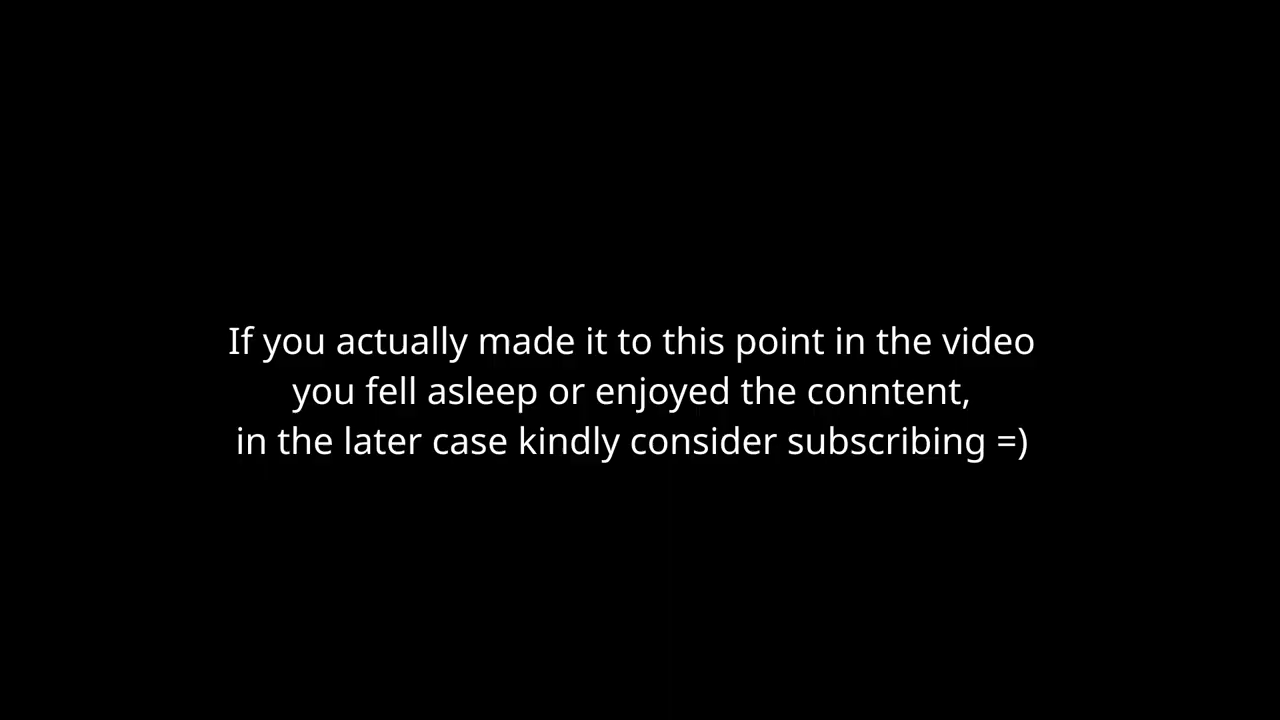 If you actually made it to this point in the video
you fell asleep or enjoyed the conntent,
in the later case kindly consider subscribing =)